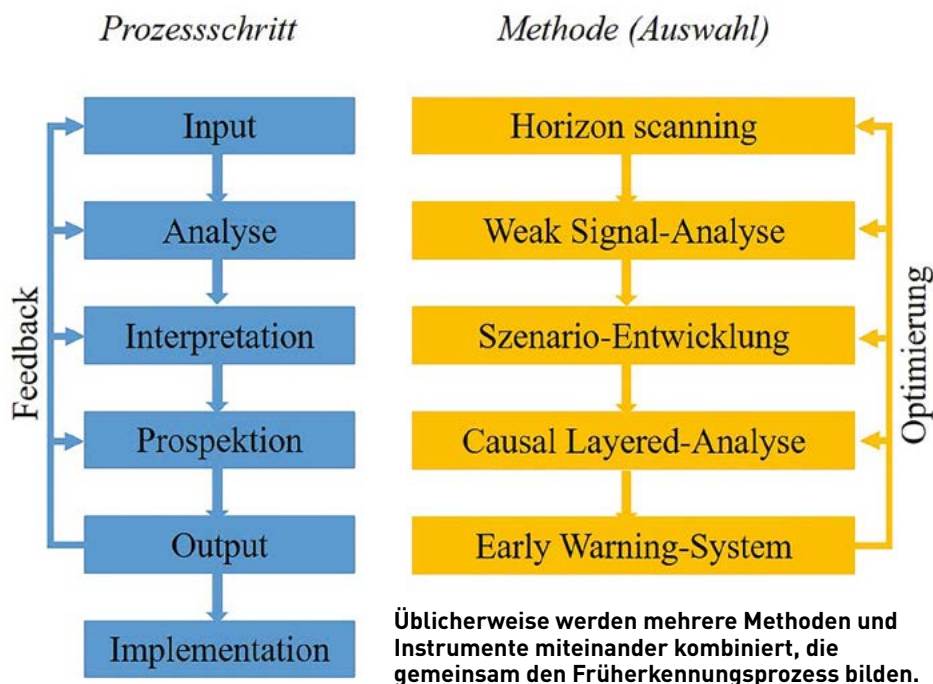 Prozessschritt
Methode (Auswahl)
Input
Analyse
Interpretation
Prospektion
Output
Implementation
Feedback
Horizon scanning
Weak Signal-Analyse
Szenario-Entwicklung
Causal Layered-Analyse
Early Warning-System
Optimierung
Üblicherweise werden mehrere Methoden und
Instrumente miteinander kombiniert, die
gemeinsam den Früherkennungsprozess bilden.